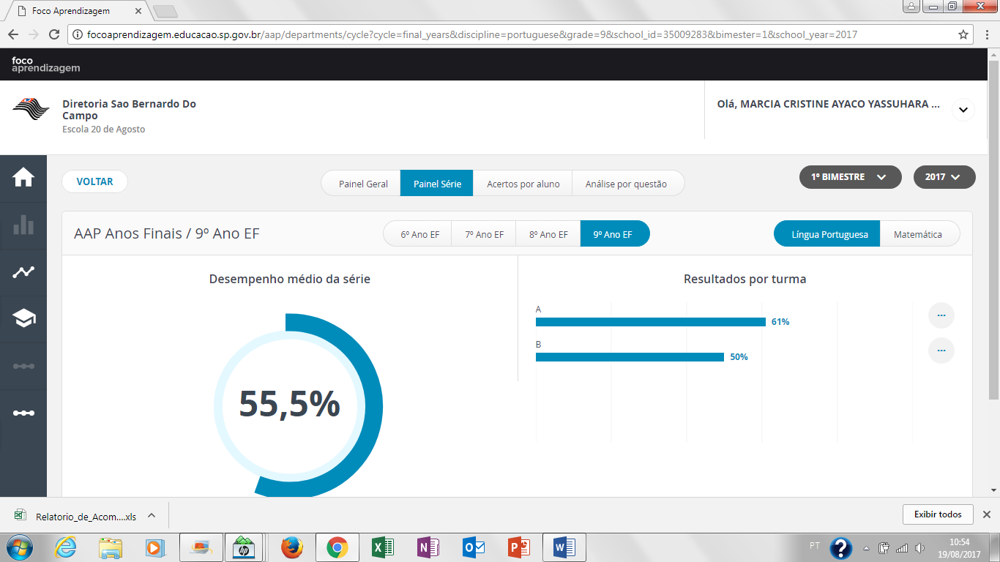 Foco Aprendizagem
focoaprendizagem.educacao.sp.gov.br/aap/departments/cycle?cycle=final_years&discipline=portuguese&grade=9&school_id=35009283&bimester=1&school_year=2017
foco
aprendizagem
Diretoria Sao Bernardo Do
Campo
Escola 20 de Agosto
Olá, MARCIA CRISTINE AYACO YASSUHARA ...
VOLTAR
Painel Geral
Painel Série
Acertos por aluno
Análise por questão
1º BIMESTRE
2017
AAP Anos Finais / 9º Ano EF
6º Ano EF
7º Ano EF
8º Ano EF
9º Ano EF
Língua Portuguesa
Matemática
Desempenho médio da série
55,5%
Resultados por turma
A
61%
...
B
50%
...
Relatorio_de_Acom....xls
Exibir todos
PT
10:54
19/08/2017